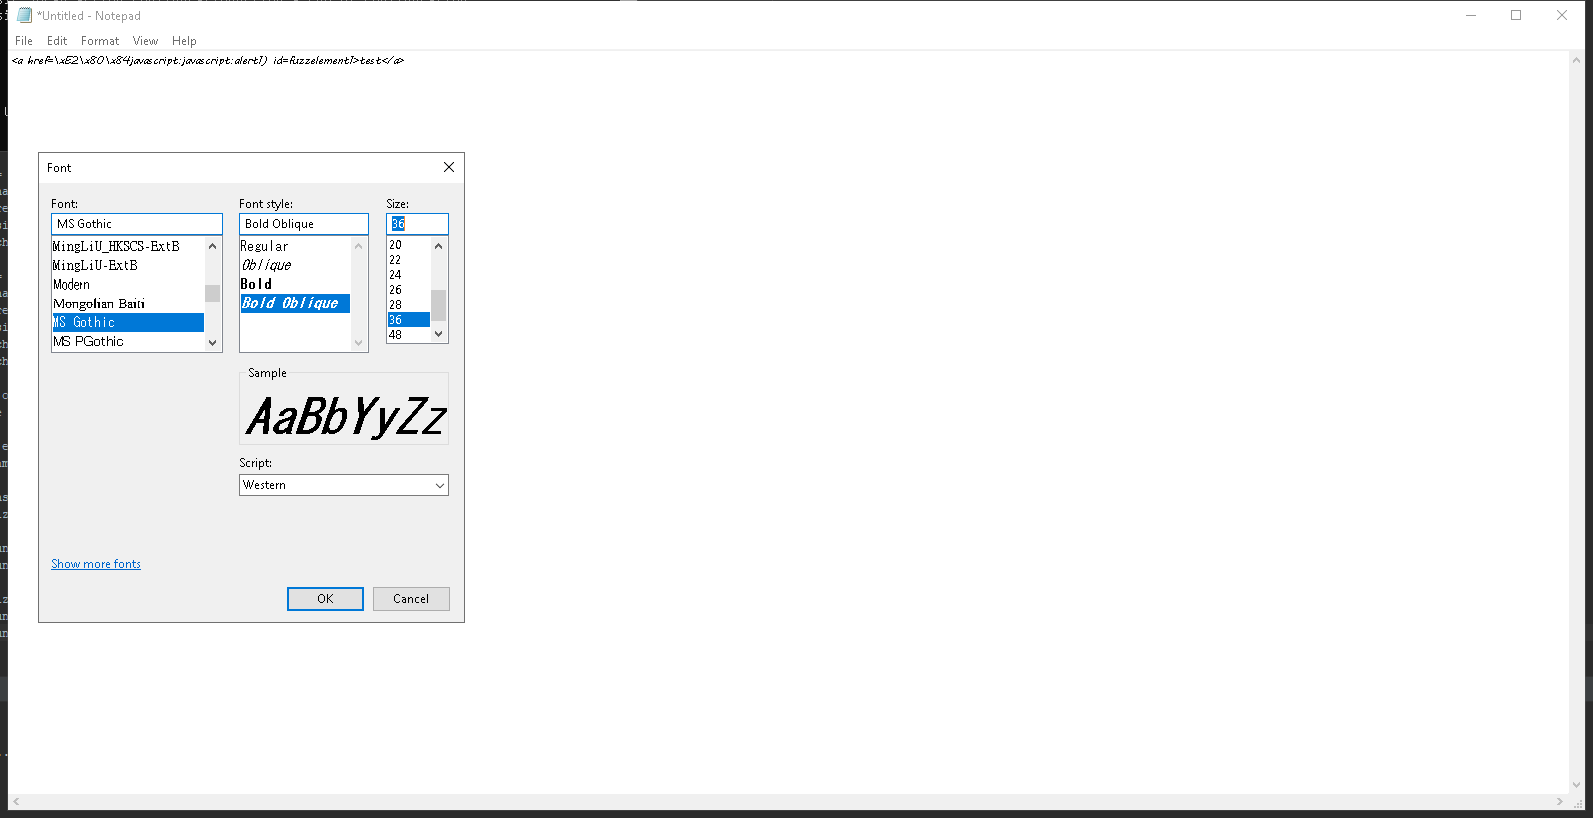 *Untitled - Notepad
File Edit Format View Help
<a href=\xE2\x80\x84javascript:javascript:alert1) id=fuzzelement1>test</a>
Font
Font:
MS Gothic
MingLiU_HKSCS-ExtB
MingLiU-ExtB
Modern
Mongolian Baiti
MS Gothic
MS PGothic
Font style:
Bold Oblique
Regular
Oblique
Bold
Bold Oblique
Size:
36
20
22
24
26
28
36
48
Sample
AaBbYyZz
Script:
Western
Show more fonts
OK Cancel